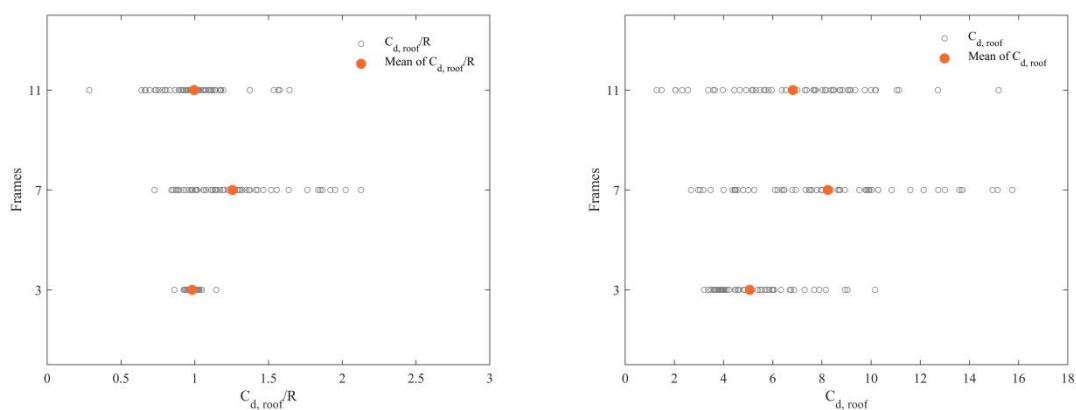 C_d, roof/R
Mean of C_d, roof/R
11
7
3
Frames
0 0.5 1 1.5 2 2.5 3
C_d, roof/R
C_d, roof
Mean of C_d, roof
11
7
3
Frames
0 2 4 6 8 10 12 14 16 18
C_d, roof